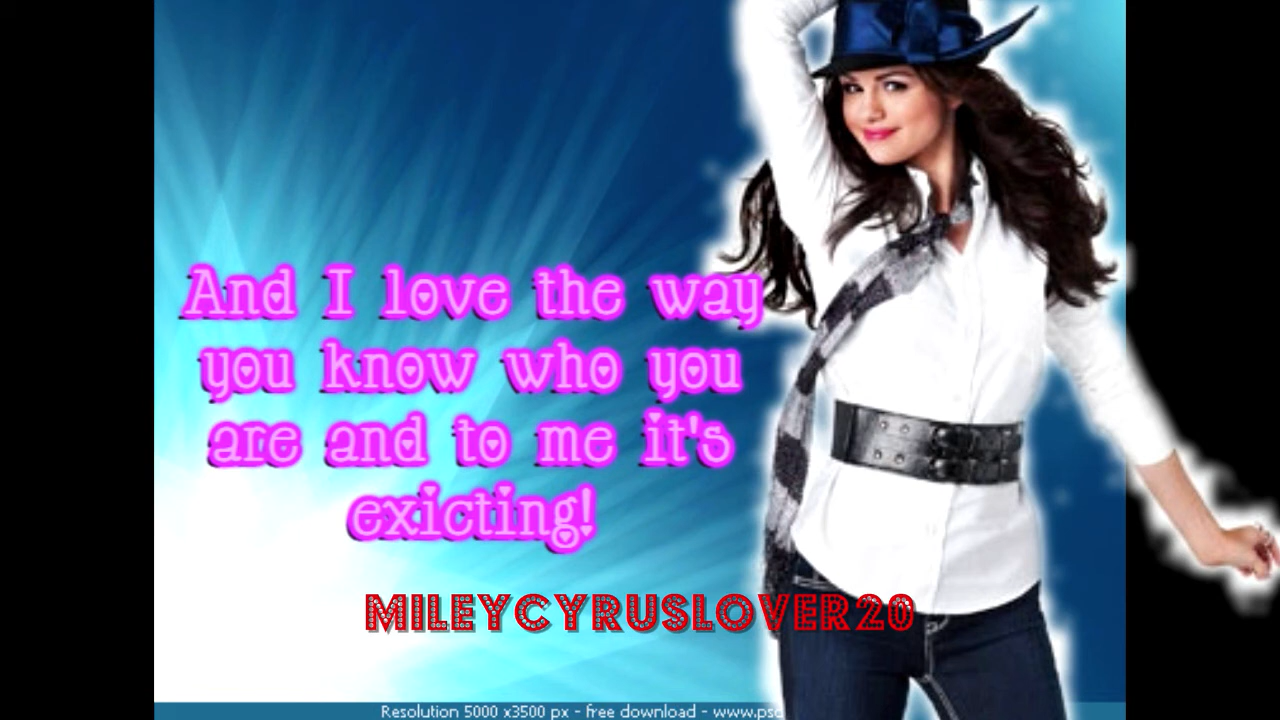 And I love the way
you know who you
are and to me it's
exicting!
MILEYCYRUSLOVER20
Resolution 5000 x3500 px - free download - www.psd